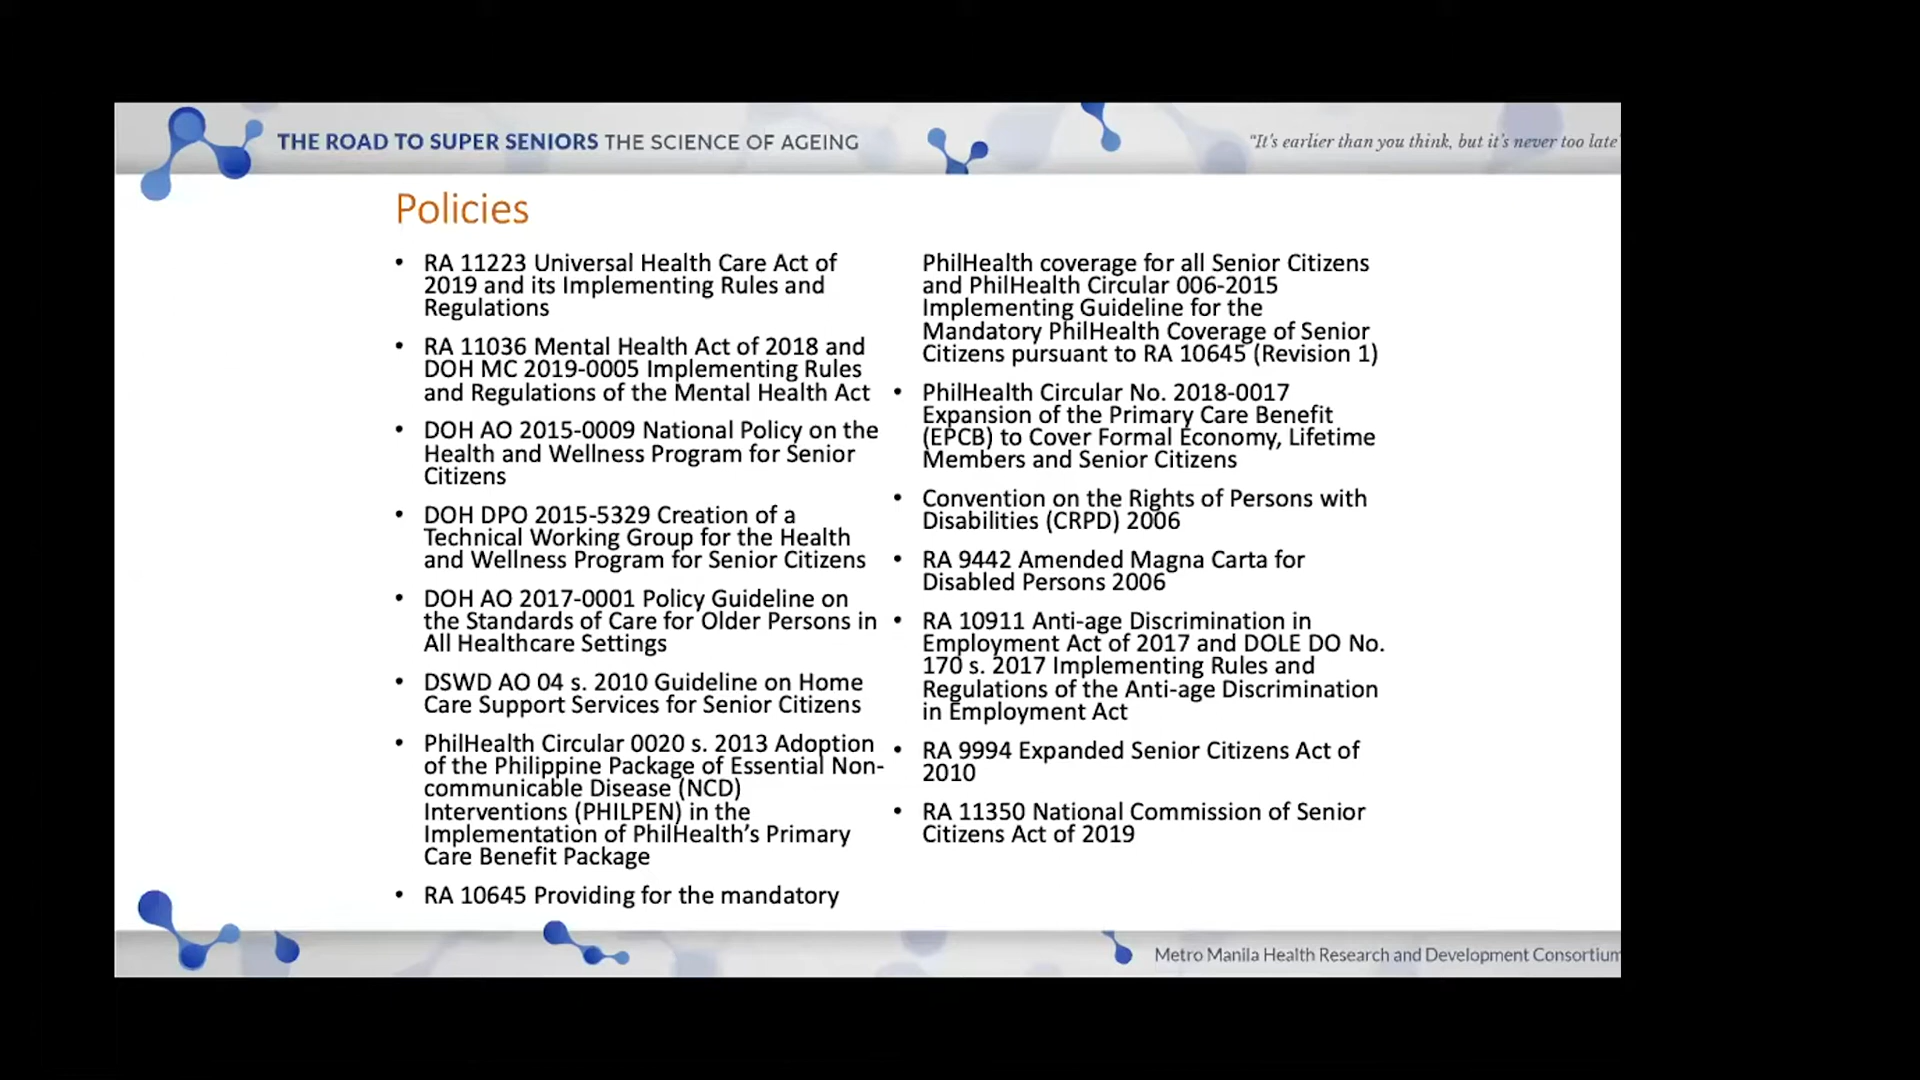 THE ROAD TO SUPER SENIORS THE SCIENCE OF AGEING
“It’s earlier than you think, but it’s never too late”
Policies
• RA 11223 Universal Health Care Act of
2019 and its Implementing Rules and
Regulations
• RA 11036 Mental Health Act of 2018 and
DOH MC 2019-0005 Implementing Rules
and Regulations of the Mental Health Act
• DOH AO 2015-0009 National Policy on the
Health and Wellness Program for Senior
Citizens
• DOH DPO 2015-5329 Creation of a
Technical Working Group for the Health
and Wellness Program for Senior Citizens
• DOH AO 2017-0001 Policy Guideline on
the Standards of Care for Older Persons in
All Healthcare Settings
• DSWD AO 04 s. 2010 Guideline on Home
Care Support Services for Senior Citizens
• PhilHealth Circular 0020 s. 2013 Adoption
of the Philippine Package of Essential Non-
communicable Disease (NCD)
Interventions (PHILPEN) in the
Implementation of PhilHealth’s Primary
Care Benefit Package
• RA 10645 Providing for the mandatory
PhilHealth coverage for all Senior Citizens
and PhilHealth Circular 006-2015
Implementing Guideline for the
Mandatory PhilHealth Coverage of Senior
Citizens pursuant to RA 10645 (Revision 1)
• PhilHealth Circular No. 2018-0017
Expansion of the Primary Care Benefit
(EPCB) to Cover Formal Economy, Lifetime
Members and Senior Citizens
• Convention on the Rights of Persons with
Disabilities (CRPD) 2006
• RA 9442 Amended Magna Carta for
Disabled Persons 2006
• RA 10911 Anti-age Discrimination in
Employment Act of 2017 and DOLE DO No.
170 s. 2017 Implementing Rules and
Regulations of the Anti-age Discrimination
in Employment Act
• RA 9994 Expanded Senior Citizens Act of
2010
• RA 11350 National Commission of Senior
Citizens Act of 2019
Metro Manila Health Research and Development Consortium